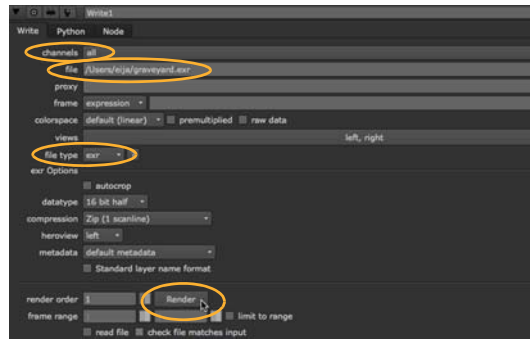 Write1
Write Python Node
channels all
file /Users/eija/graveyard.exr
proxy
frame expression
colorspace default (linear) premultiplied raw data
views left, right
file type exr
exr Options
autocrop
datatype 16 bit half
compression Zip (1 scanline)
heroview left
metadata default metadata
Standard layer name format
render order 1 Render
frame range limit to range
read file check file matches input